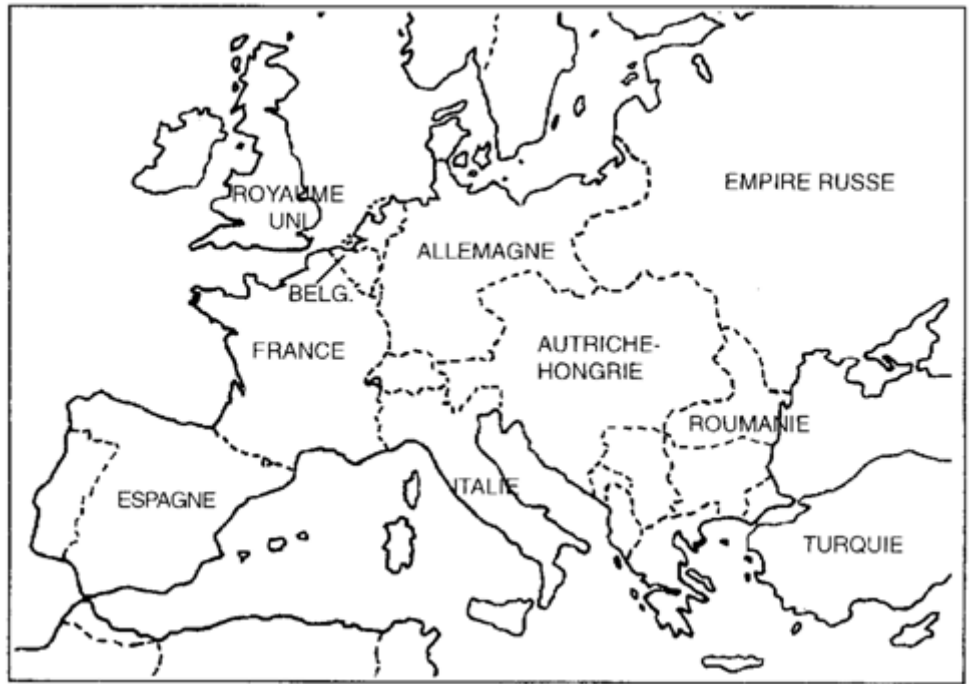 EMPIRE RUSSE
ROYAUME
UNI
ALLEMAGNE
BELG.
FRANCE
AUTRICHE-
HONGRIE
ROUMANIE
ESPAGNE
ITALIE
TURQUIE